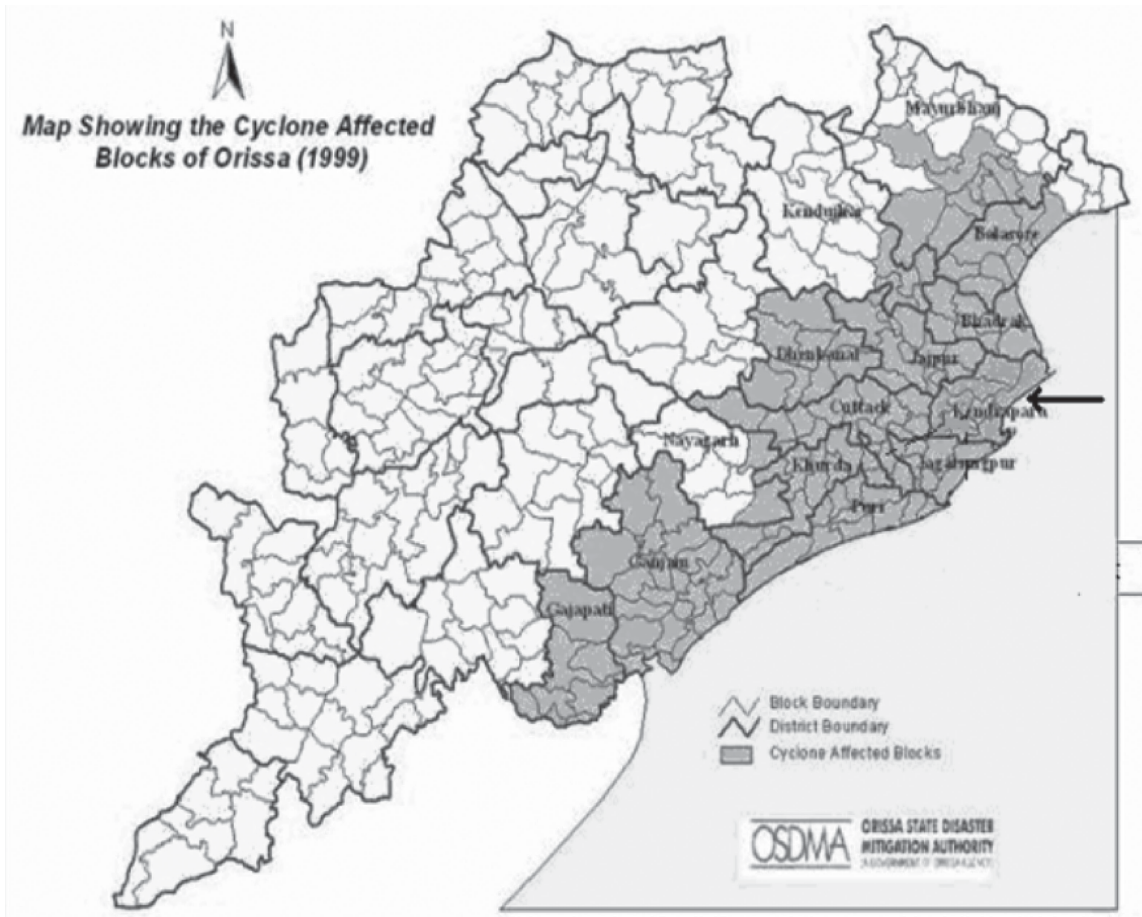 N
Map Showing the Cyclone Affected
Blocks of Orissa (1999)
Mayurbhanj
Kendujhar
Balasore
Bhadrak
Dhenkanal
Jajpur
Cuttack
Kendrapara
Nayagarh
Khurda
Jagatsingpur
Puri
Ganjam
Gajapati
Block Boundary
District Boundary
Cyclone Affected Blocks
OSDMA
ORISSA STATE DISASTER
MITIGATION AUTHORITY